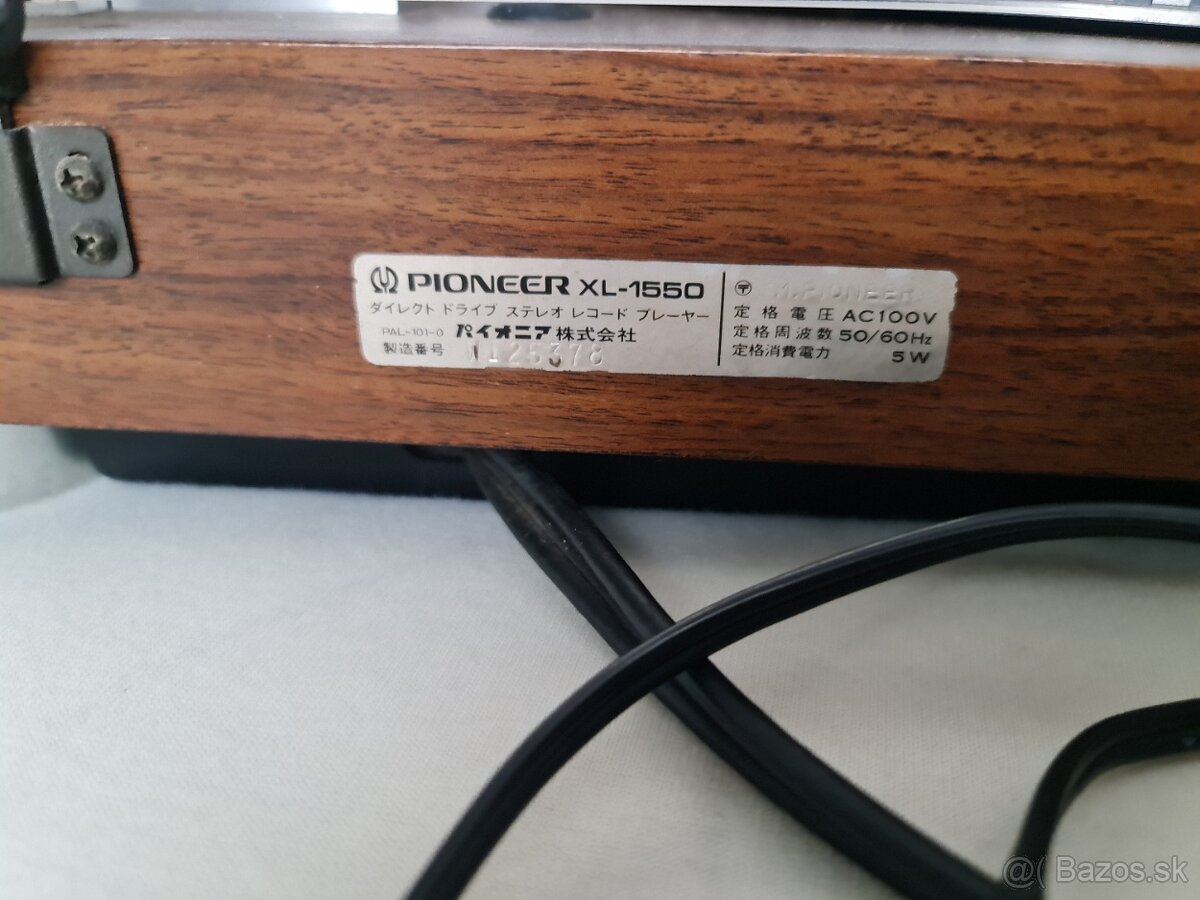 PIONEER XL-1550
ダイレクト ドライブ ステレオ レコード プレーヤー
PAL-101-0 パイオニア株式会社
製造番号
〒 PIONEER
定格電圧 AC100V
定格周波数 50/60Hz
定格消費電力 5W
@( Bazos.sk